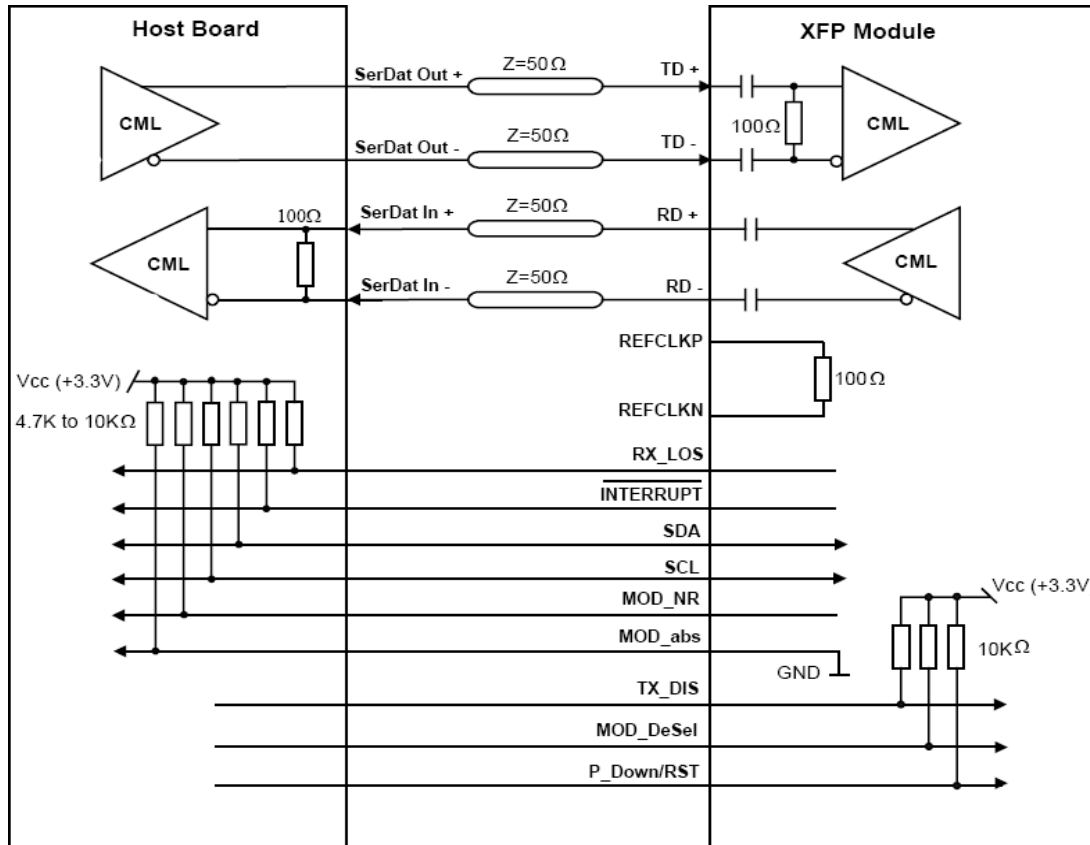 Host Board
XFP Module
CML
SerDat Out +
Z=50Ω
TD +
100Ω
CML
SerDat Out -
Z=50Ω
TD -
100Ω
SerDat In +
Z=50Ω
RD +
CML
CML
SerDat In -
Z=50Ω
RD -
REFCLKP
100Ω
REFCLKN
Vcc (+3.3V)
4.7K to 10KΩ
RX_LOS
INTERRUPT
SDA
SCL
MOD_NR
Vcc (+3.3V
MOD_abs
10KΩ
GND
TX_DIS
MOD_DeSel
P_Down/RST